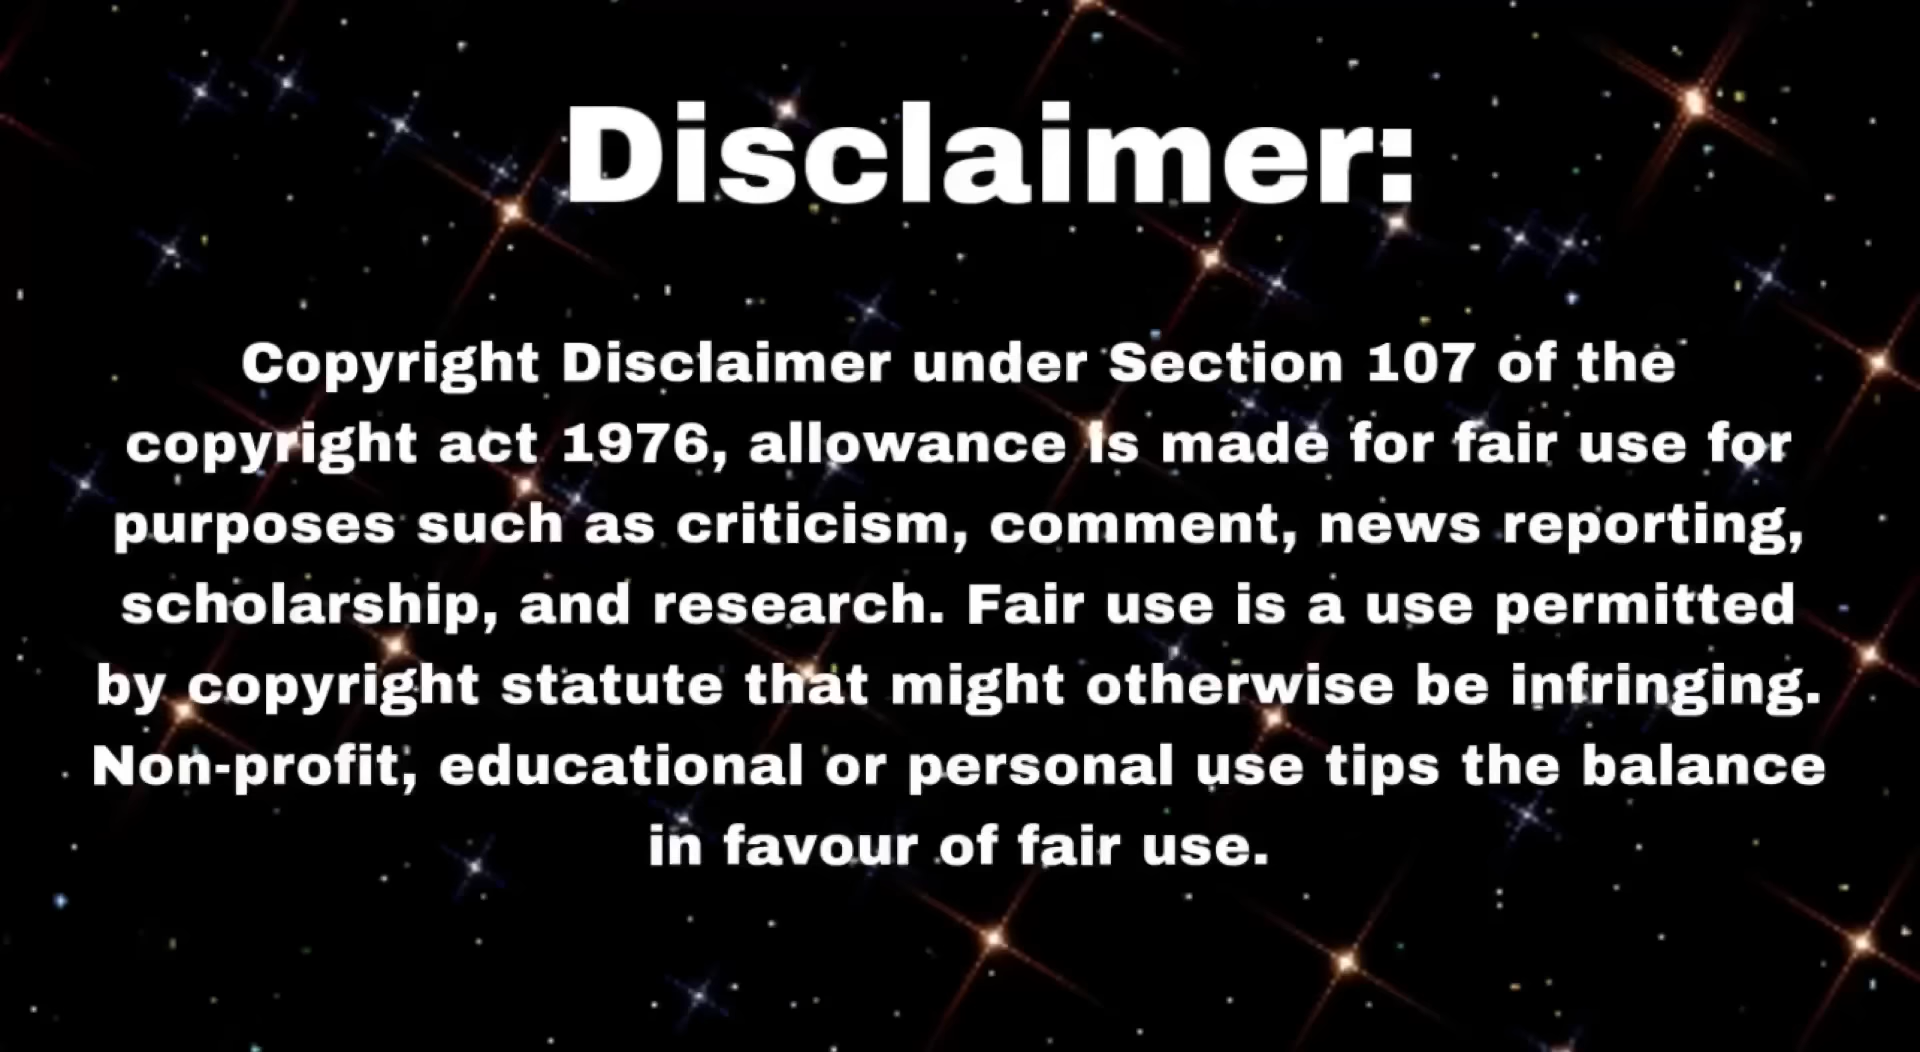 Disclaimer:
Copyright Disclaimer under Section 107 of the
copyright act 1976, allowance is made for fair use for
purposes such as criticism, comment, news reporting,
scholarship, and research. Fair use is a use permitted
by copyright statute that might otherwise be infringing.
Non-profit, educational or personal use tips the balance
in favour of fair use.